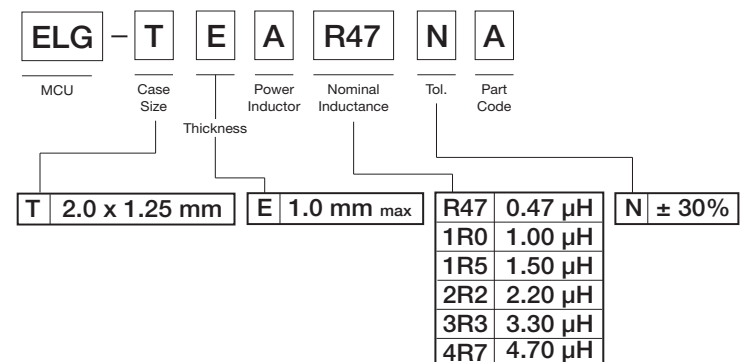 ELG – T E A R47 N A
MCU Case Size Power Inductor Nominal Inductance Tol. Part Code
Thickness
T 2.0 x 1.25 mm E 1.0 mm max R47 0.47 µH N ± 30%
1R0 1.00 µH
1R5 1.50 µH
2R2 2.20 µH
3R3 3.30 µH
4R7 4.70 µH